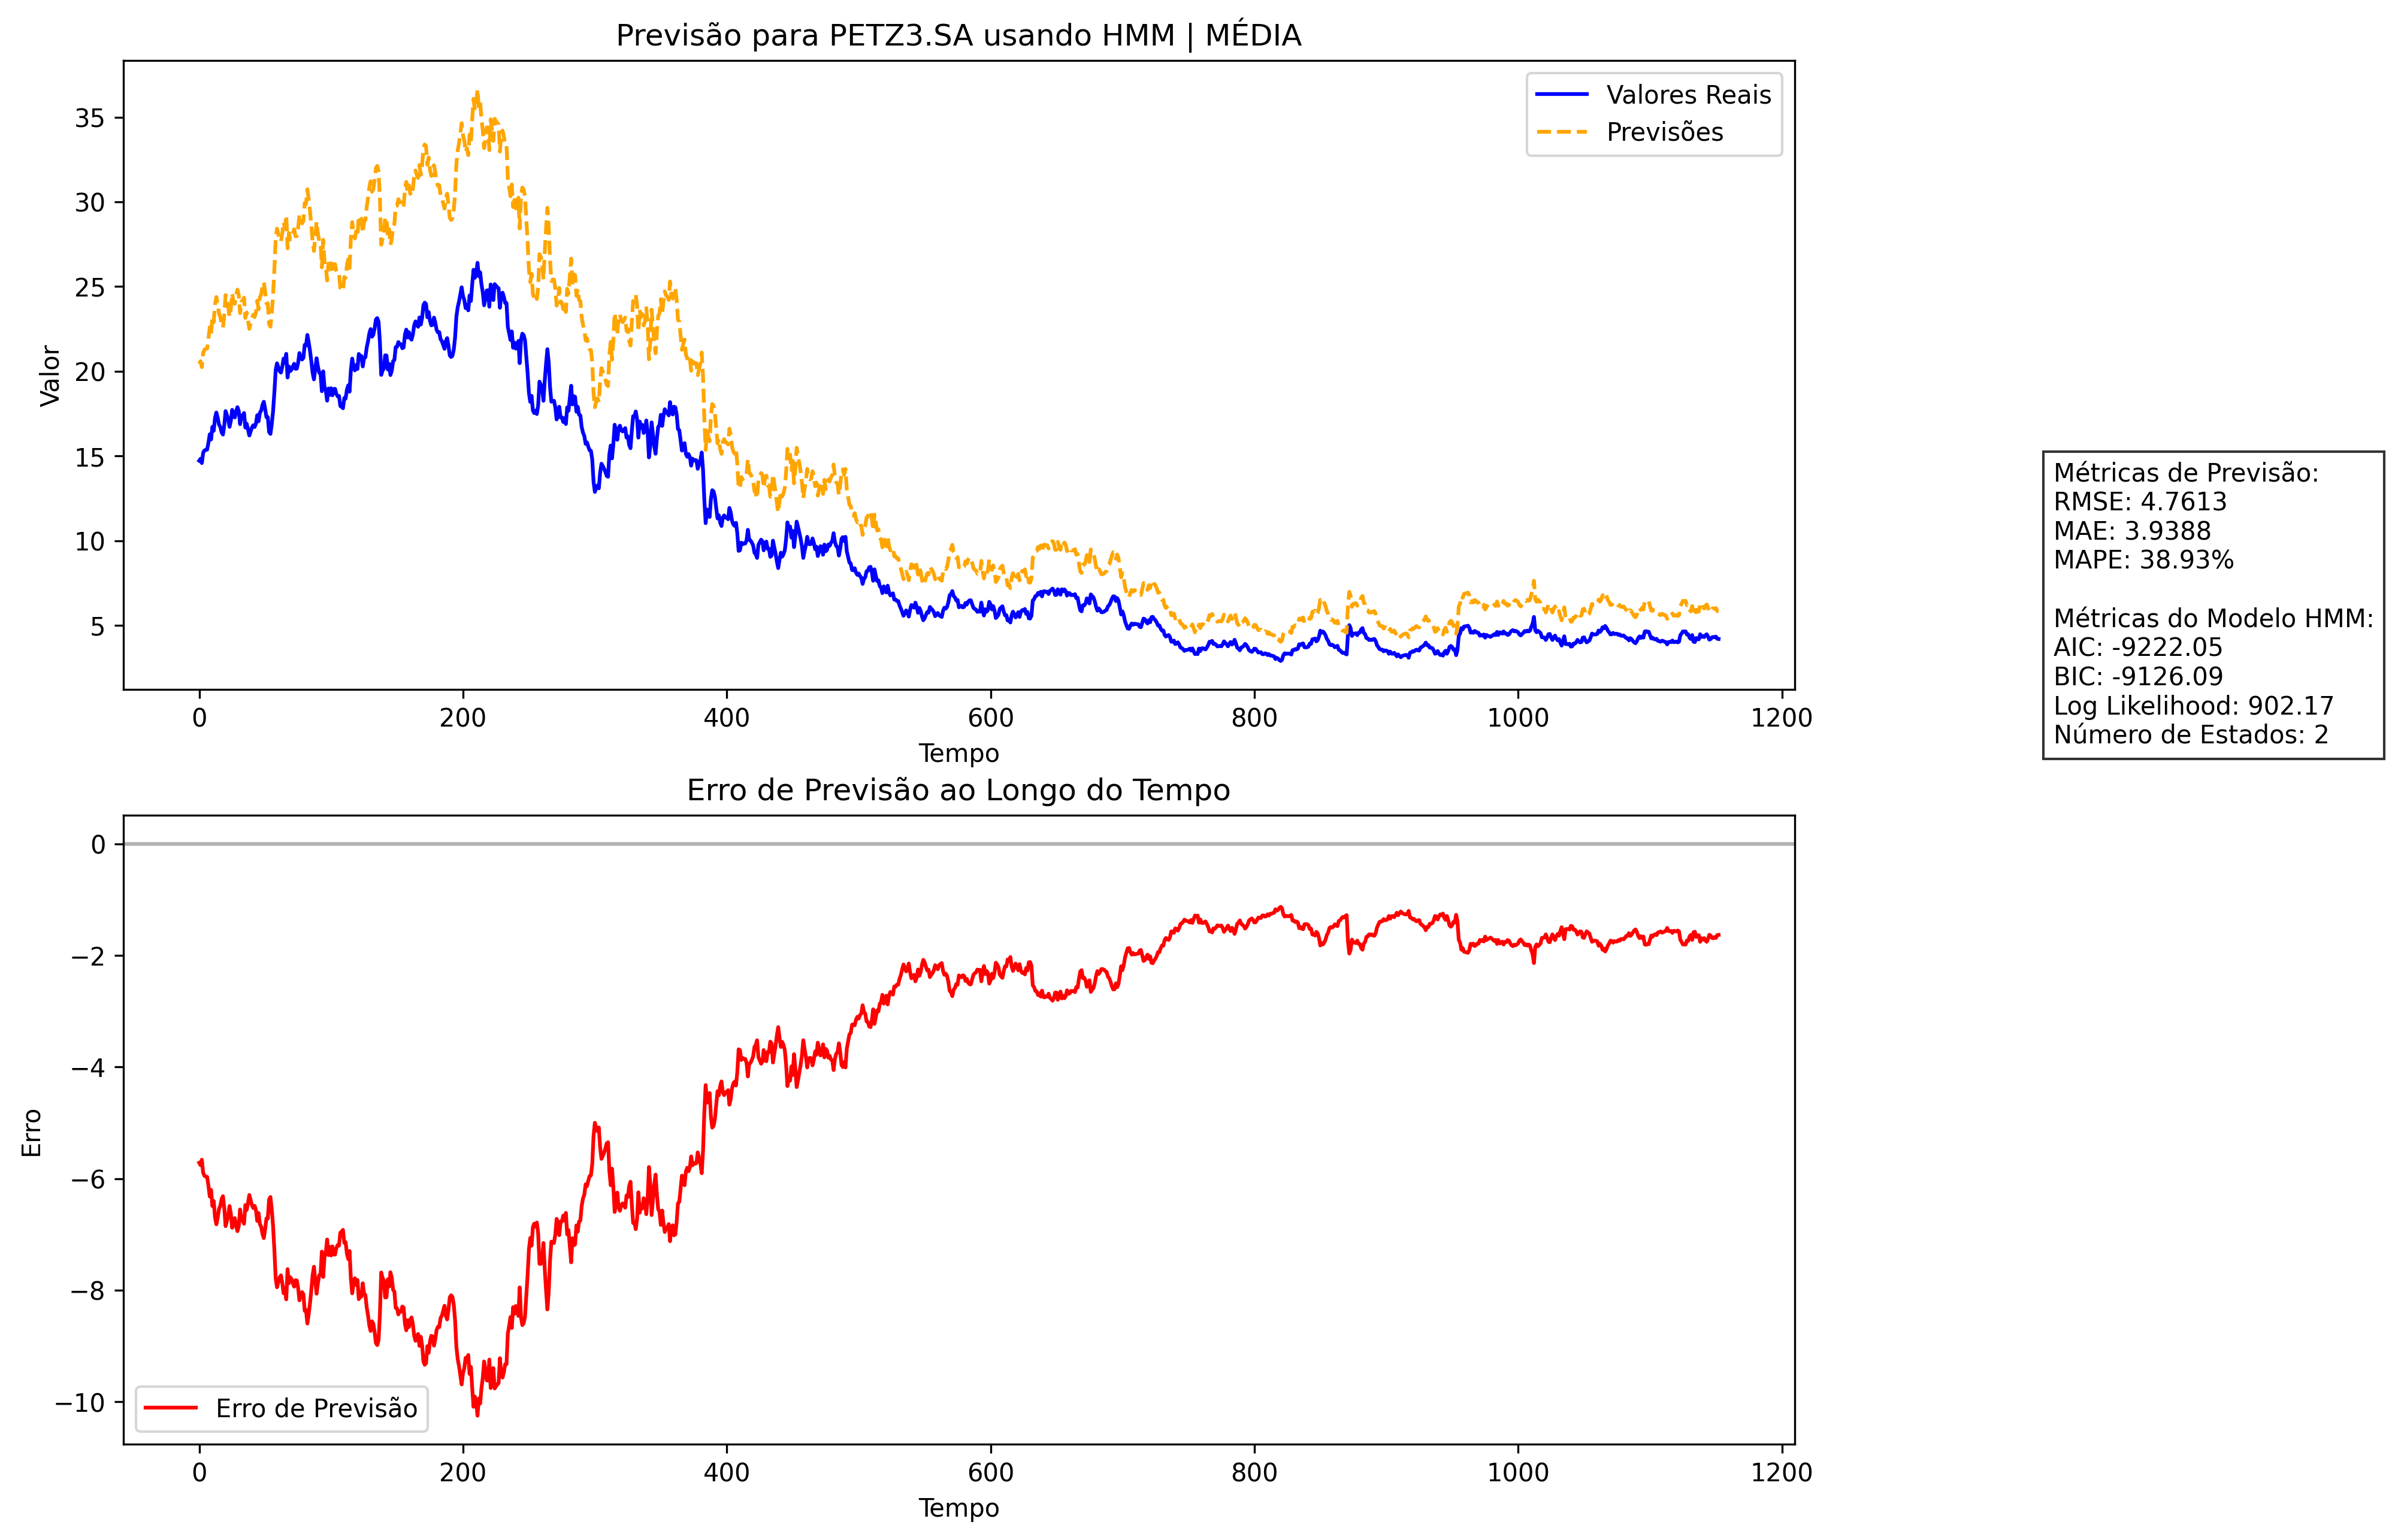 Previsão para PETZ3.SA usando HMM | MÉDIA
Valores Reais
Previsões
35
30
25
20
15
10
5
Valor
0
200
400
600
800
1000
1200
Tempo
Métricas de Previsão:
RMSE: 4.7613
MAE: 3.9388
MAPE: 38.93%
Métricas do Modelo HMM:
AIC: -9222.05
BIC: -9126.09
Log Likelihood: 902.17
Número de Estados: 2
Erro de Previsão ao Longo do Tempo
0
−2
−4
−6
−8
−10
Erro
Erro de Previsão
0
200
400
600
800
1000
1200
Tempo